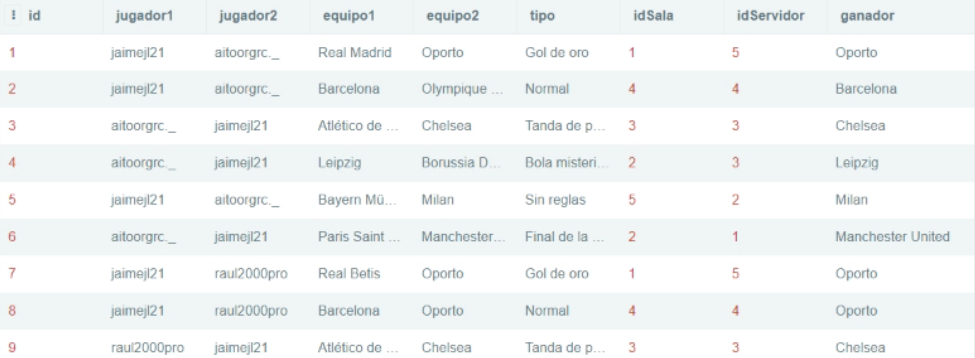 ⋮ id jugador1 jugador2 equipo1 equipo2 tipo idSala idServidor ganador
1 jaimejl21 aitoorgrc._ Real Madrid Oporto Gol de oro 1 5 Oporto
2 jaimejl21 aitoorgrc._ Barcelona Olympique ... Normal 4 4 Barcelona
3 aitoorgrc._ jaimejl21 Atlético de ... Chelsea Tanda de p... 3 3 Chelsea
4 aitoorgrc._ jaimejl21 Leipzig Borussia D... Bola misteri... 2 3 Leipzig
5 jaimejl21 aitoorgrc._ Bayern Mü... Milan Sin reglas 5 2 Milan
6 aitoorgrc._ jaimejl21 Paris Saint ... Manchester... Final de la ... 2 1 Manchester United
7 jaimejl21 raul2000pro Real Betis Oporto Gol de oro 1 5 Oporto
8 jaimejl21 raul2000pro Barcelona Oporto Normal 4 4 Oporto
9 raul2000pro jaimejl21 Atlético de ... Chelsea Tanda de p... 3 3 Chelsea